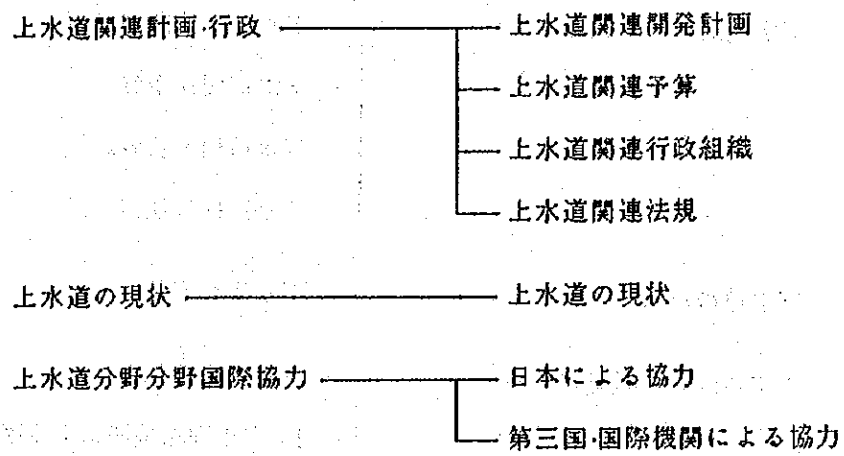 上水道関連計画·行政 上水道関連開発計画
上水道関連予算
上水道関連行政組織
上水道関連法規
上水道の現状 上水道の現状
上水道分野分野国際協力 日本による協力
第三国·国際機関による協力